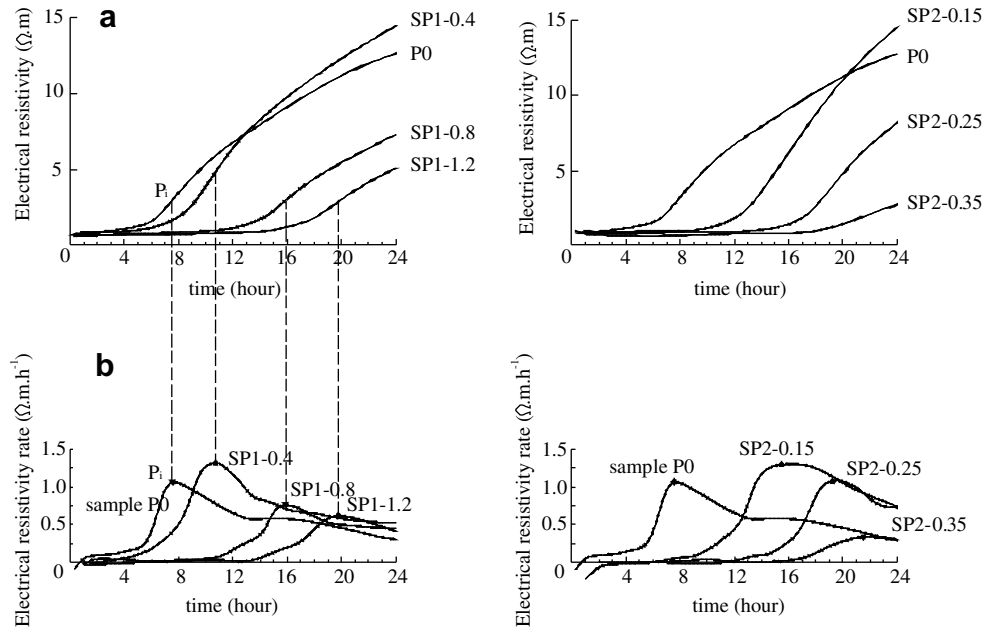 a
15
10
5
Electrical resistivity (Ω.m)
SP1-0.4
P0
SP1-0.8
SP1-1.2
Pi
0 4 8 12 16 20 24
time (hour)
15
10
5
0
Electrical resistivity (Ω.m)
SP2-0.15
P0
SP2-0.25
SP2-0.35
0 4 8 12 16 20 24
time (hour)
b
1.5
1.0
0.5
0
Electrical resistivity rate (Ω.m.h⁻¹)
Pi
SP1-0.4
sample P0
SP1-0.8
SP1-1.2
4 8 12 16 20 24
time (hour)
1.5
1.0
0.5
0
Electrical resistivity rate (Ω.m.h⁻¹)
sample P0
SP2-0.15
SP2-0.25
SP2-0.35
4 8 12 16 20 24
time (hour)